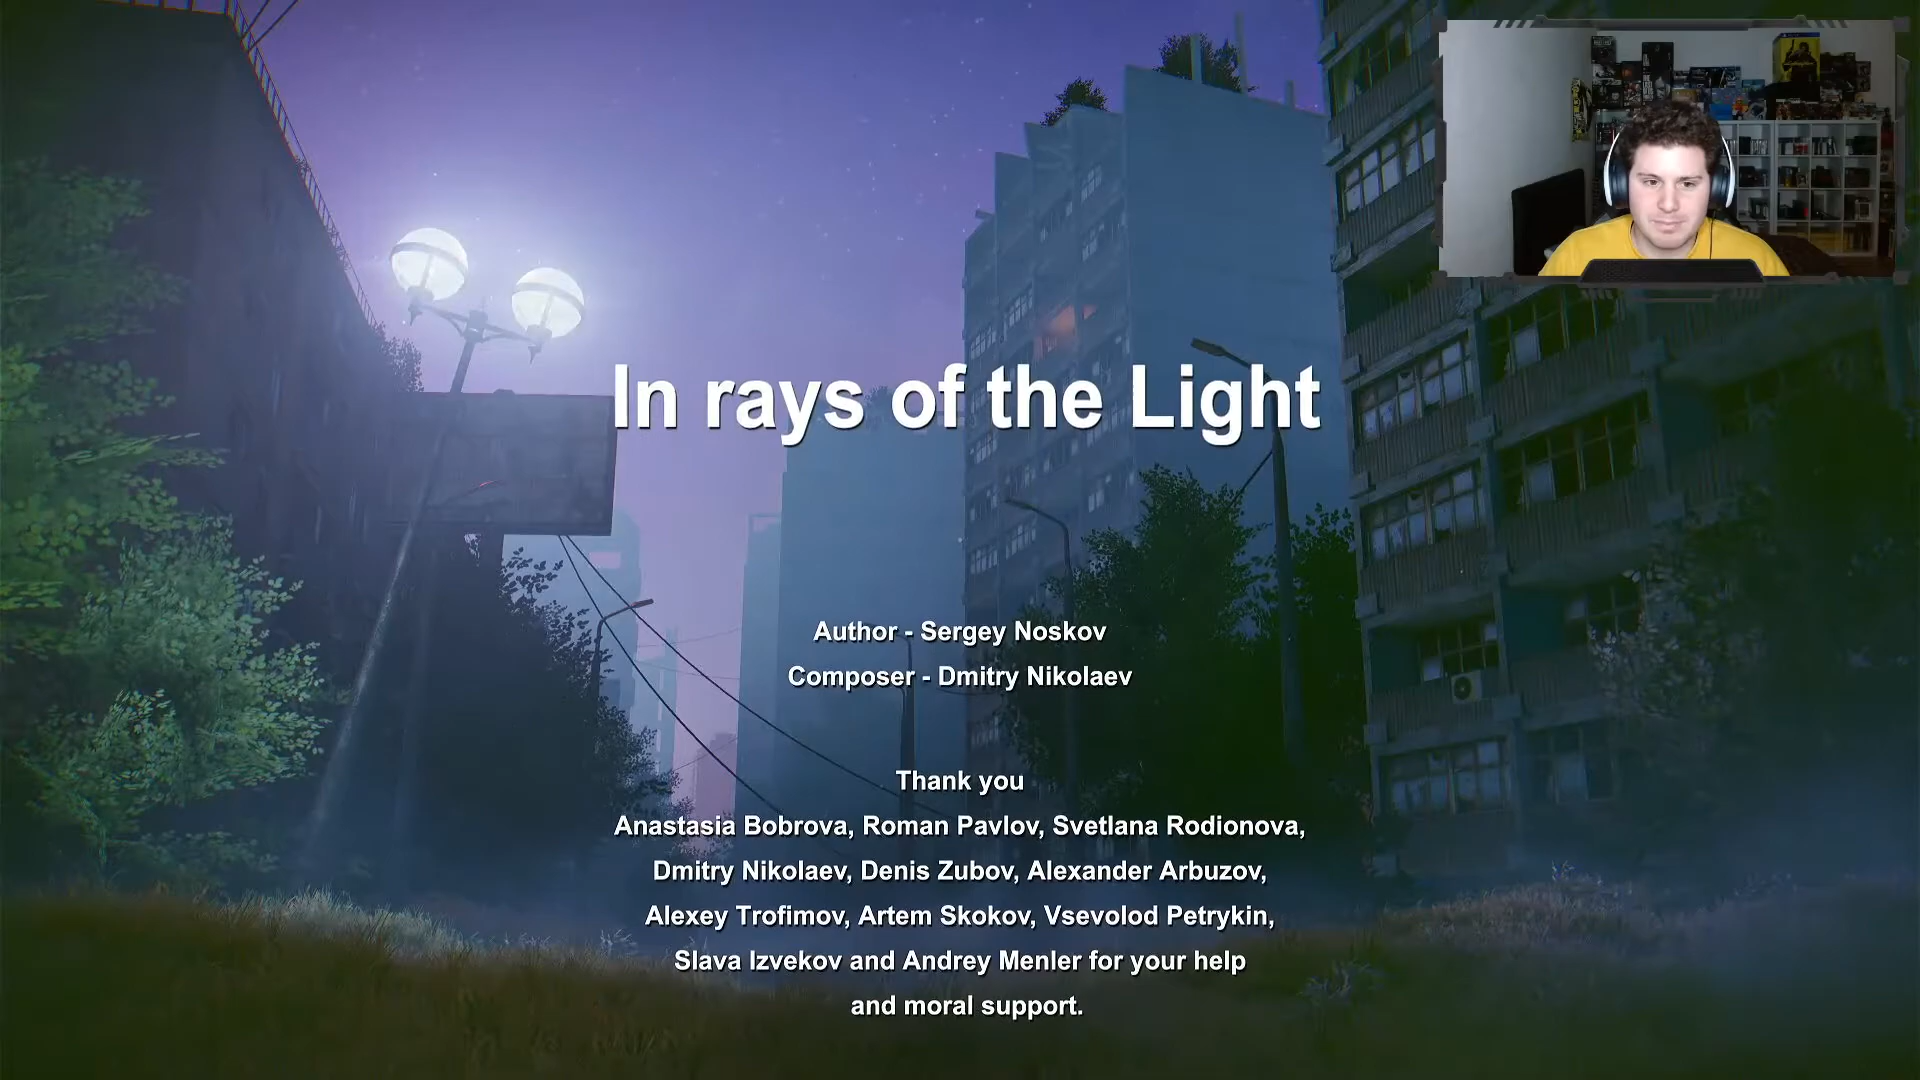 In rays of the Light
Author - Sergey Noskov
Composer - Dmitry Nikolaev
Thank you
Anastasia Bobrova, Roman Pavlov, Svetlana Rodionova,
Dmitry Nikolaev, Denis Zubov, Alexander Arbuzov,
Alexey Trofimov, Artem Skokov, Vsevolod Petrykin,
Slava Izvekov and Andrey Menler for your help
and moral support.